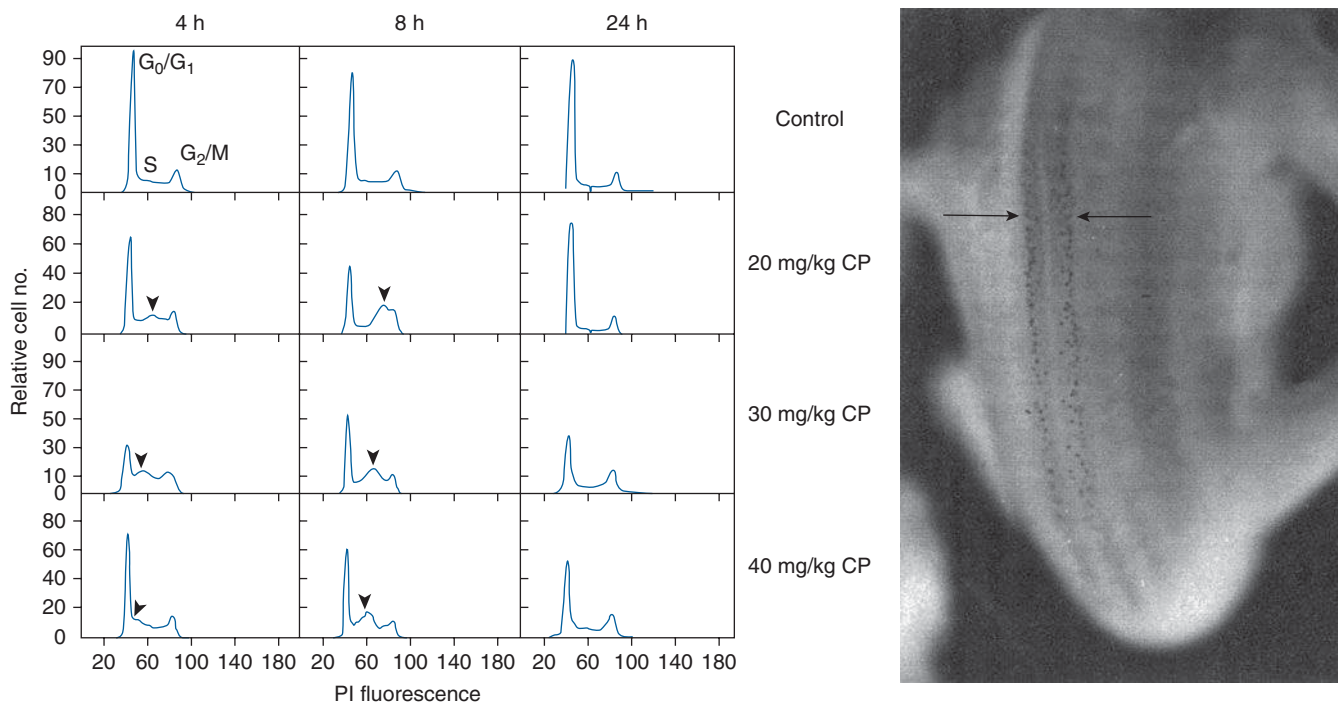 4 h 8 h 24 h
90
70
50
30
10
0
G₀/G₁
S
G₂/M
Control
80
60
40
20
0
20 mg/kg CP
90
70
50
30
10
0
30 mg/kg CP
80
60
40
20
0
40 mg/kg CP
20 60 100 140 180 20 60 100 140 180 20 60 100 140 180
Relative cell no.
PI fluorescence